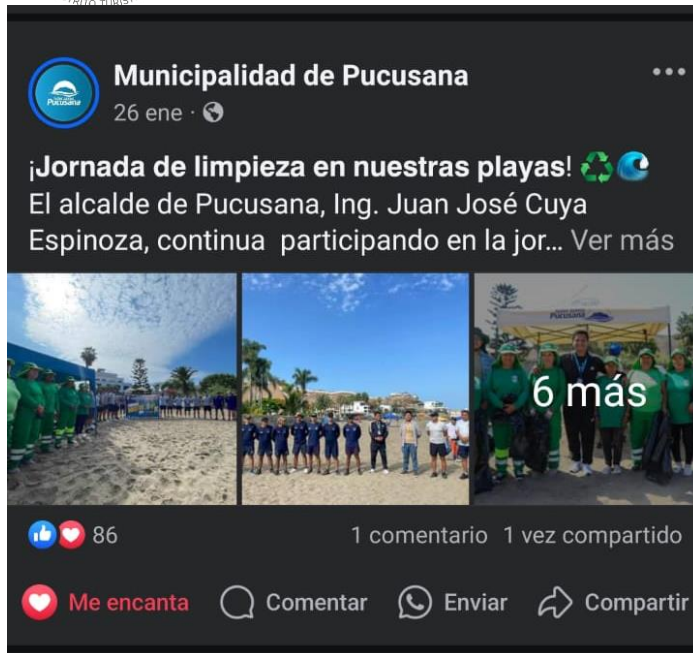 Municipalidad de Pucusana
Pucusana
26 ene
¡Jornada de limpieza en nuestras playas!
El alcalde de Pucusana, Ing. Juan José Cuya
Espinoza, continua participando en la jor... Ver más
Pucusana
6 más
86
1 comentario 1 vez compartido
Me encanta
Comentar
Enviar
Compartir